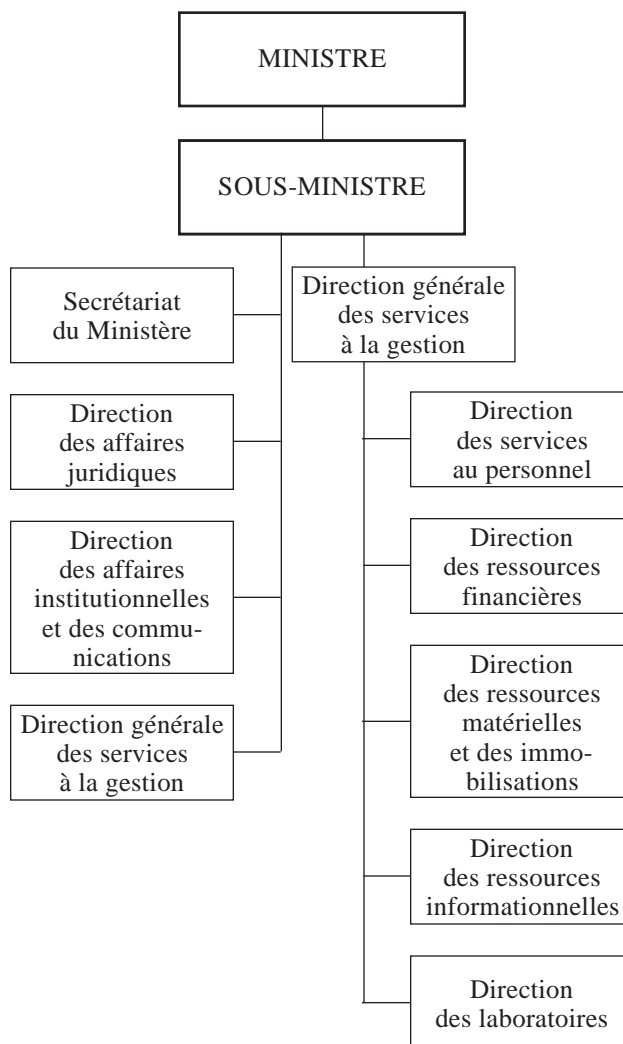 MINISTRE
SOUS-MINISTRE
Secrétariat
du Ministère
Direction
des affaires
juridiques
Direction
des affaires
institutionnelles
et des commu-
nications
Direction générale
des services
à la gestion
Direction générale
des services
à la gestion
Direction
des services
au personnel
Direction
des ressources
financières
Direction
des ressources
matérielles
et des immo-
bilisations
Direction
des ressources
informationnelles
Direction
des laboratoires